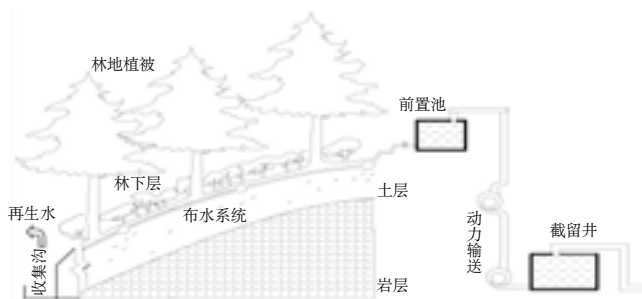 林地植被
前置池
林下层
土层
再生水
布水系统
动力输送
截留井
收集沟
岩层